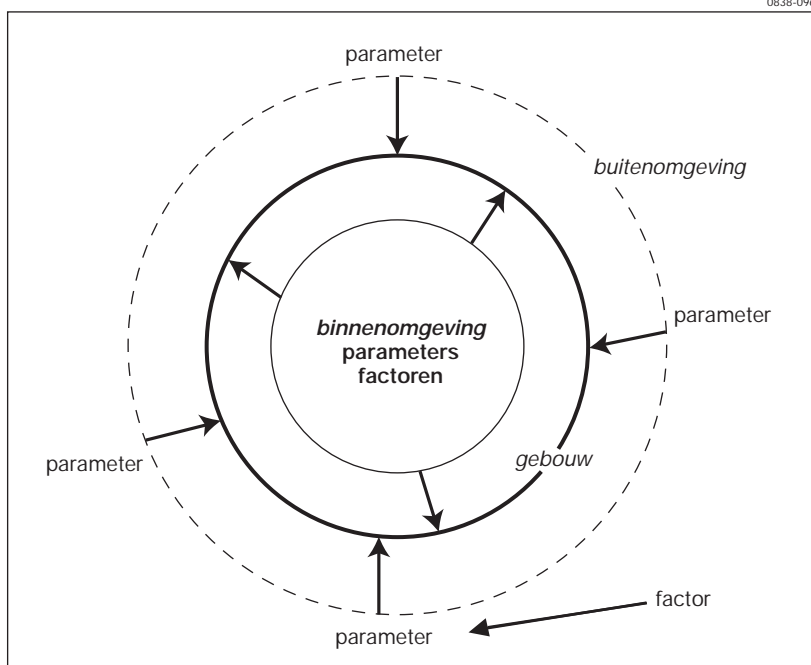 parameter
buitenomgeving
parameter
binnenomgeving
parameters
factoren
gebouw
parameter
factor
parameter